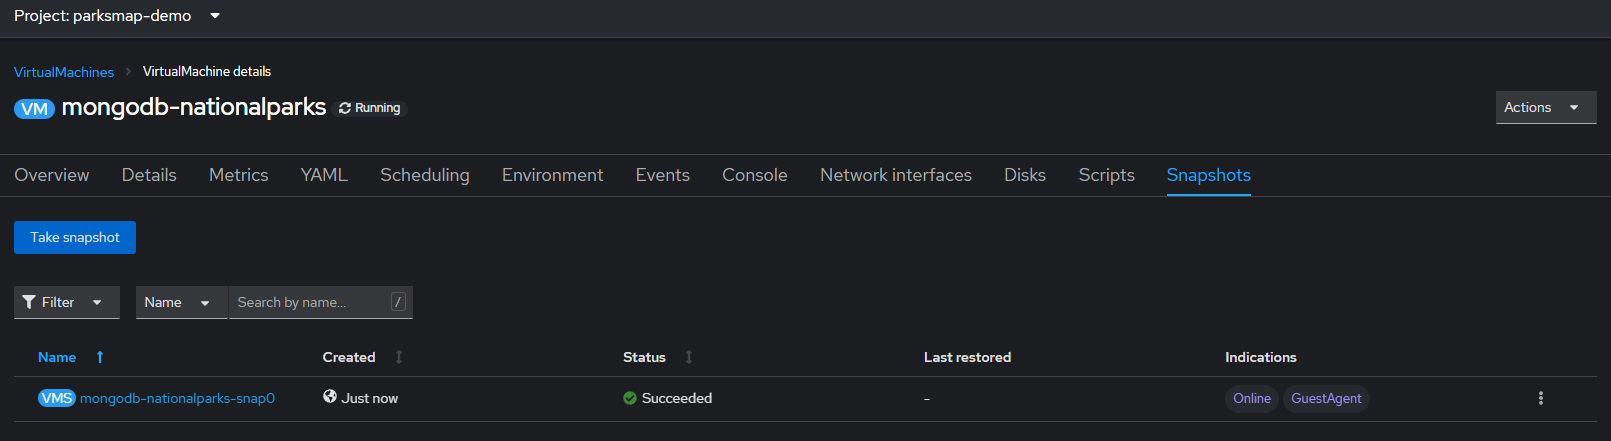 Project: parksmap-demo
VirtualMachines > VirtualMachine details
VM mongodb-nationalparks Running
Actions
Overview Details Metrics YAML Scheduling Environment Events Console Network interfaces Disks Scripts Snapshots
Take snapshot
Filter Name Search by name... /
Name Created Status Last restored Indications
VMS mongodb-nationalparks-snap0 Just now Succeeded - Online GuestAgent